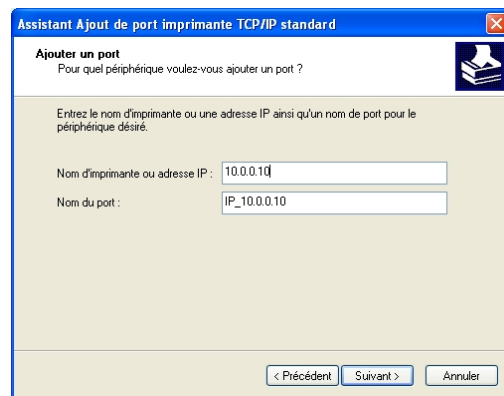 Assistant Ajout de port imprimante TCP/IP standard
Ajouter un port
Pour quel périphérique voulez-vous ajouter un port ?
Entrez le nom d'imprimante ou une adresse IP ainsi qu'un nom de port pour le
périphérique désiré.
Nom d'imprimante ou adresse IP : 10.0.0.10
Nom du port : IP_10.0.0.10
< Précédent Suivant > Annuler